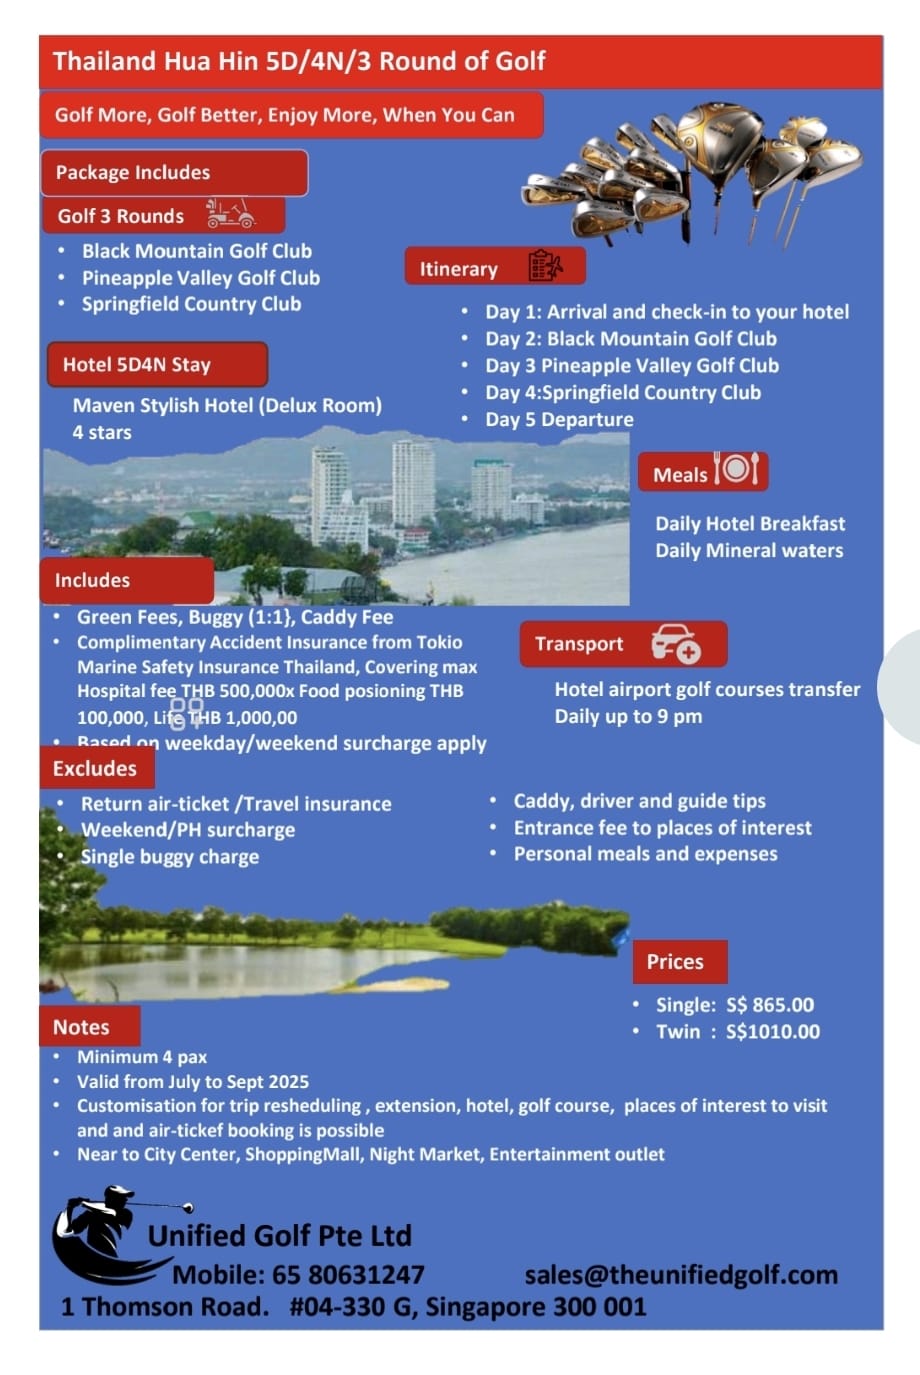 Thailand Hua Hin 5D/4N/3 Round of Golf
Golf More, Golf Better, Enjoy More, When You Can
Package Includes
Golf 3 Rounds
• Black Mountain Golf Club
• Pineapple Valley Golf Club
• Springfield Country Club
Itinerary
• Day 1: Arrival and check-in to your hotel
• Day 2: Black Mountain Golf Club
• Day 3 Pineapple Valley Golf Club
• Day 4:Springfield Country Club
• Day 5 Departure
Hotel 5D4N Stay
Maven Stylish Hotel (Delux Room)
4 stars
Meals
Daily Hotel Breakfast
Daily Mineral waters
Includes
• Green Fees, Buggy (1:1}, Caddy Fee
• Complimentary Accident Insurance from Tokio
Marine Safety Insurance Thailand, Covering max
Hospital fee THB 500,000x Food posioning THB
100,000, Life THB 1,000,00
• Based on weekday/weekend surcharge apply
Transport
Hotel airport golf courses transfer
Daily up to 9 pm
Excludes
• Return air-ticket /Travel insurance
• Weekend/PH surcharge
• Single buggy charge
• Caddy, driver and guide tips
• Entrance fee to places of interest
• Personal meals and expenses
Prices
• Single: S$ 865.00
• Twin : S$1010.00
Notes
• Minimum 4 pax
• Valid from July to Sept 2025
• Customisation for trip resheduling , extension, hotel, golf course, places of interest to visit
and and air-tickef booking is possible
• Near to City Center, ShoppingMall, Night Market, Entertainment outlet
Unified Golf Pte Ltd
Mobile: 65 80631247
sales@theunifiedgolf.com
1 Thomson Road. #04-330 G, Singapore 300 001